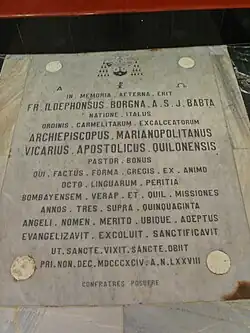 A Ω
IN MEMORIA AETERNA ERIT
FR. ILDEPHONSUS BORGNA A.S.J. BABTA
NATIONE ITALUS
ORDINIS CARMELITARUM EXCALCEATORUM
ARCHIEPISCOPUS MARIANOPOLITANUS
VICARIUS APOSTOLICUS QUILONENSIS
PASTOR BONUS
QUI FACTUS FORMA GREGIS EX ANIMO
OCTO LINGUARUM PERITIA
BOMBAYENSEM VERAP. ET QUIL. MISSIONES
ANNOS TRES SUPRA QUINQUAGINTA
ANGELI NOMEN MERITO UBIQUE ADEPTUS
EVANGELIZAVIT EXCOLUIT SANCTIFICAVIT
UT SANCTE VIXIT, SANCTE OBIIT
PRI. NON. DEC. MDCCCXCIV. A. N. LXXVIII
CONFRATRES POSUERE